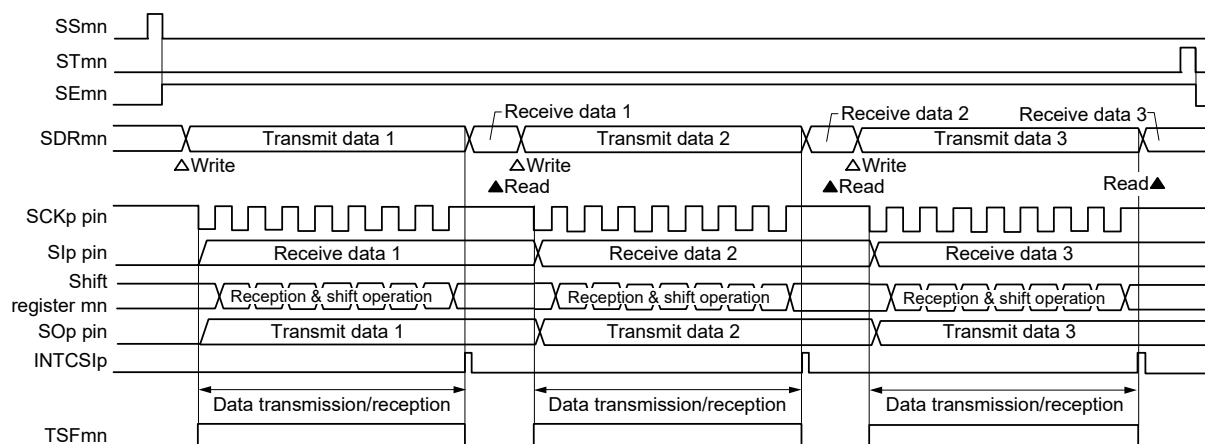 SSmn
STmn
SEmn
Receive data 1
Receive data 2
Receive data 3
SDRmn
Transmit data 1
Transmit data 2
Transmit data 3
△Write
△Write
△Write
▲Read
▲Read
Read▲
SCKp pin
SIp pin
Receive data 1
Receive data 2
Receive data 3
Shift
register mn
Reception & shift operation
Reception & shift operation
Reception & shift operation
SOp pin
Transmit data 1
Transmit data 2
Transmit data 3
INTCSIp
Data transmission/reception
Data transmission/reception
Data transmission/reception
TSFmn